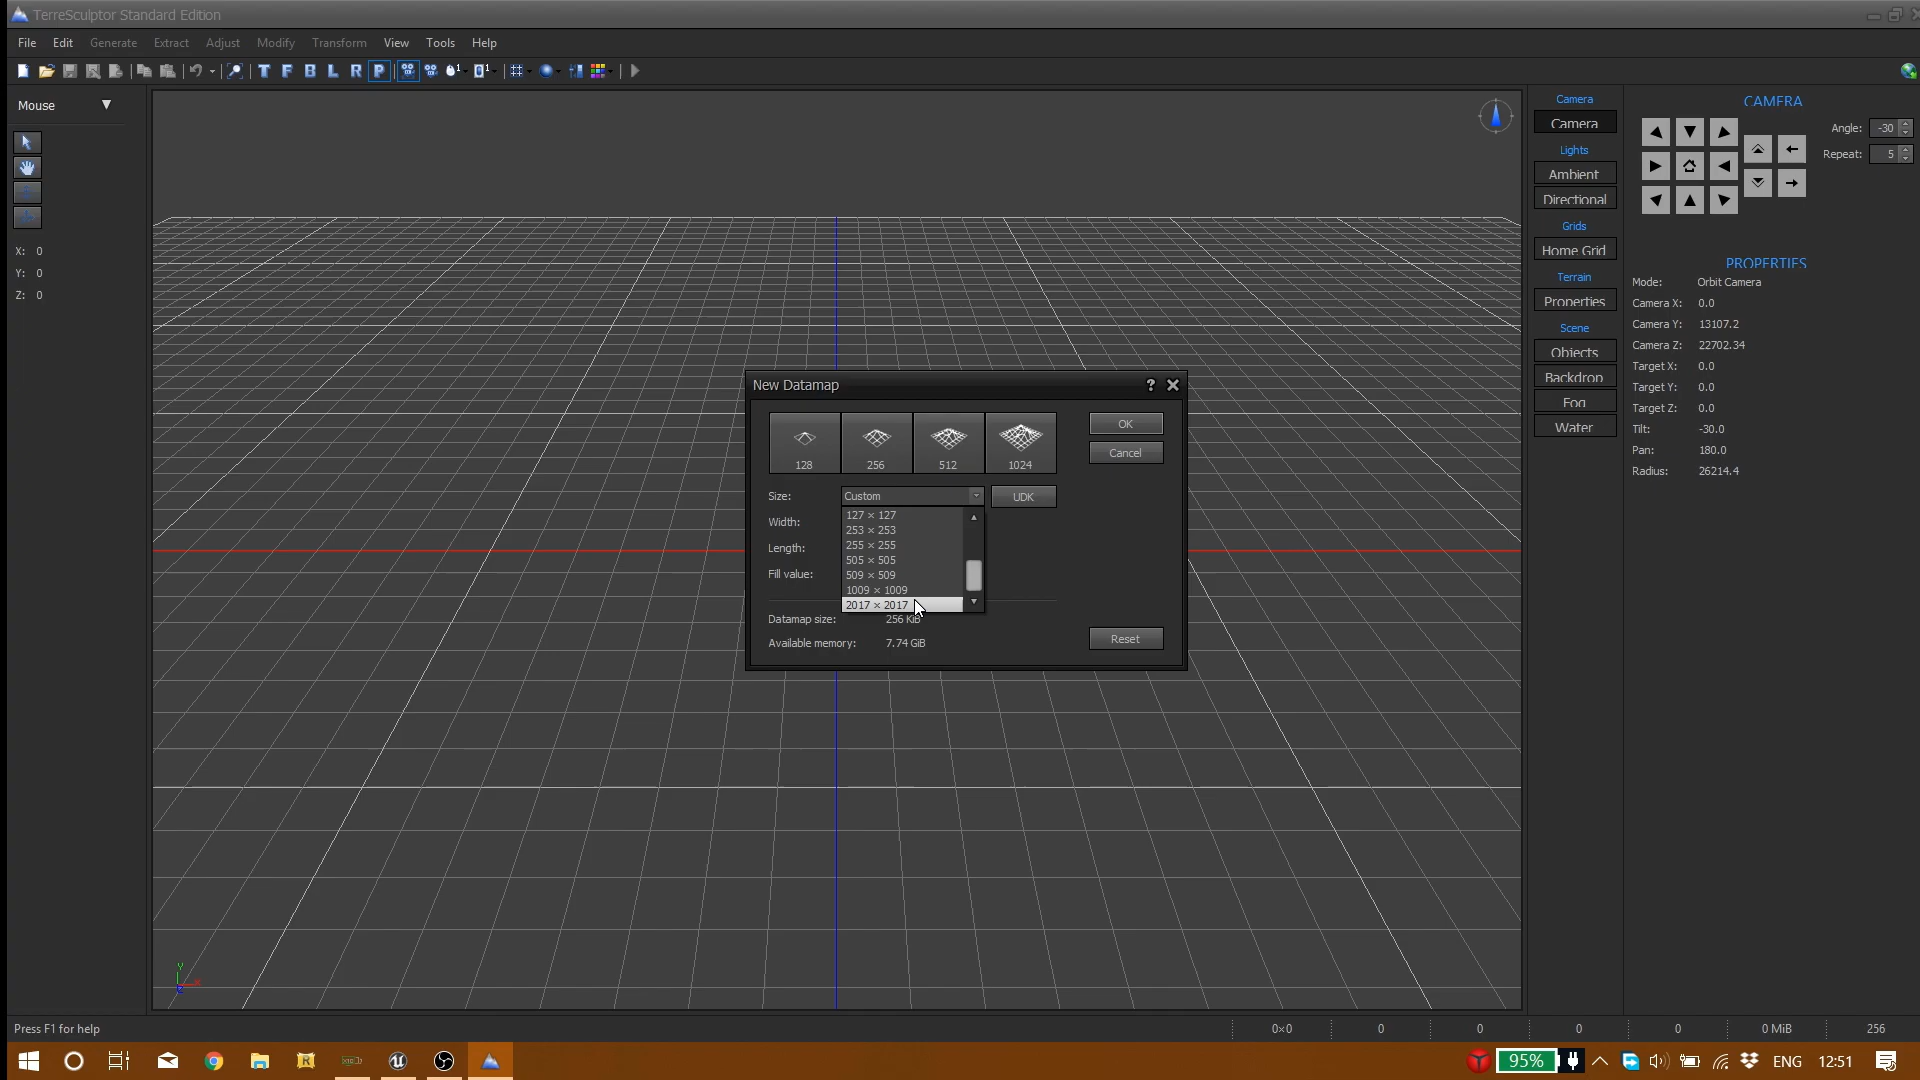 TerreSculptor Standard Edition
File Edit Generate Extract Adjust Modify Transform View Tools Help
T F B L R P
Mouse
X: 0
Y: 0
Z: 0
Camera
Camera
Lights
Ambient
Directional
Grids
Home Grid
Terrain
Properties
Scene
Objects
Backdrop
Fog
Water
CAMERA
Angle: -30
Repeat: 5
PROPERTIES
Mode: Orbit Camera
Camera X: 0.0
Camera Y: 13107.2
Camera Z: 22702.34
Target X: 0.0
Target Y: 0.0
Target Z: 0.0
Tilt: -30.0
Pan: 180.0
Radius: 26214.4
New Datamap
?
128 256 512 1024
OK
Cancel
Size: Custom UDK
Width:
Length:
Fill value:
127 × 127
253 × 253
255 × 255
505 × 505
509 × 509
1009 × 1009
2017 × 2017
Datamap size: 256 KiB
Available memory: 7.74 GiB
Reset
Y
X
Z
Press F1 for help
0×0 0 0 0 0 0 MiB 256
95% ENG 12:51